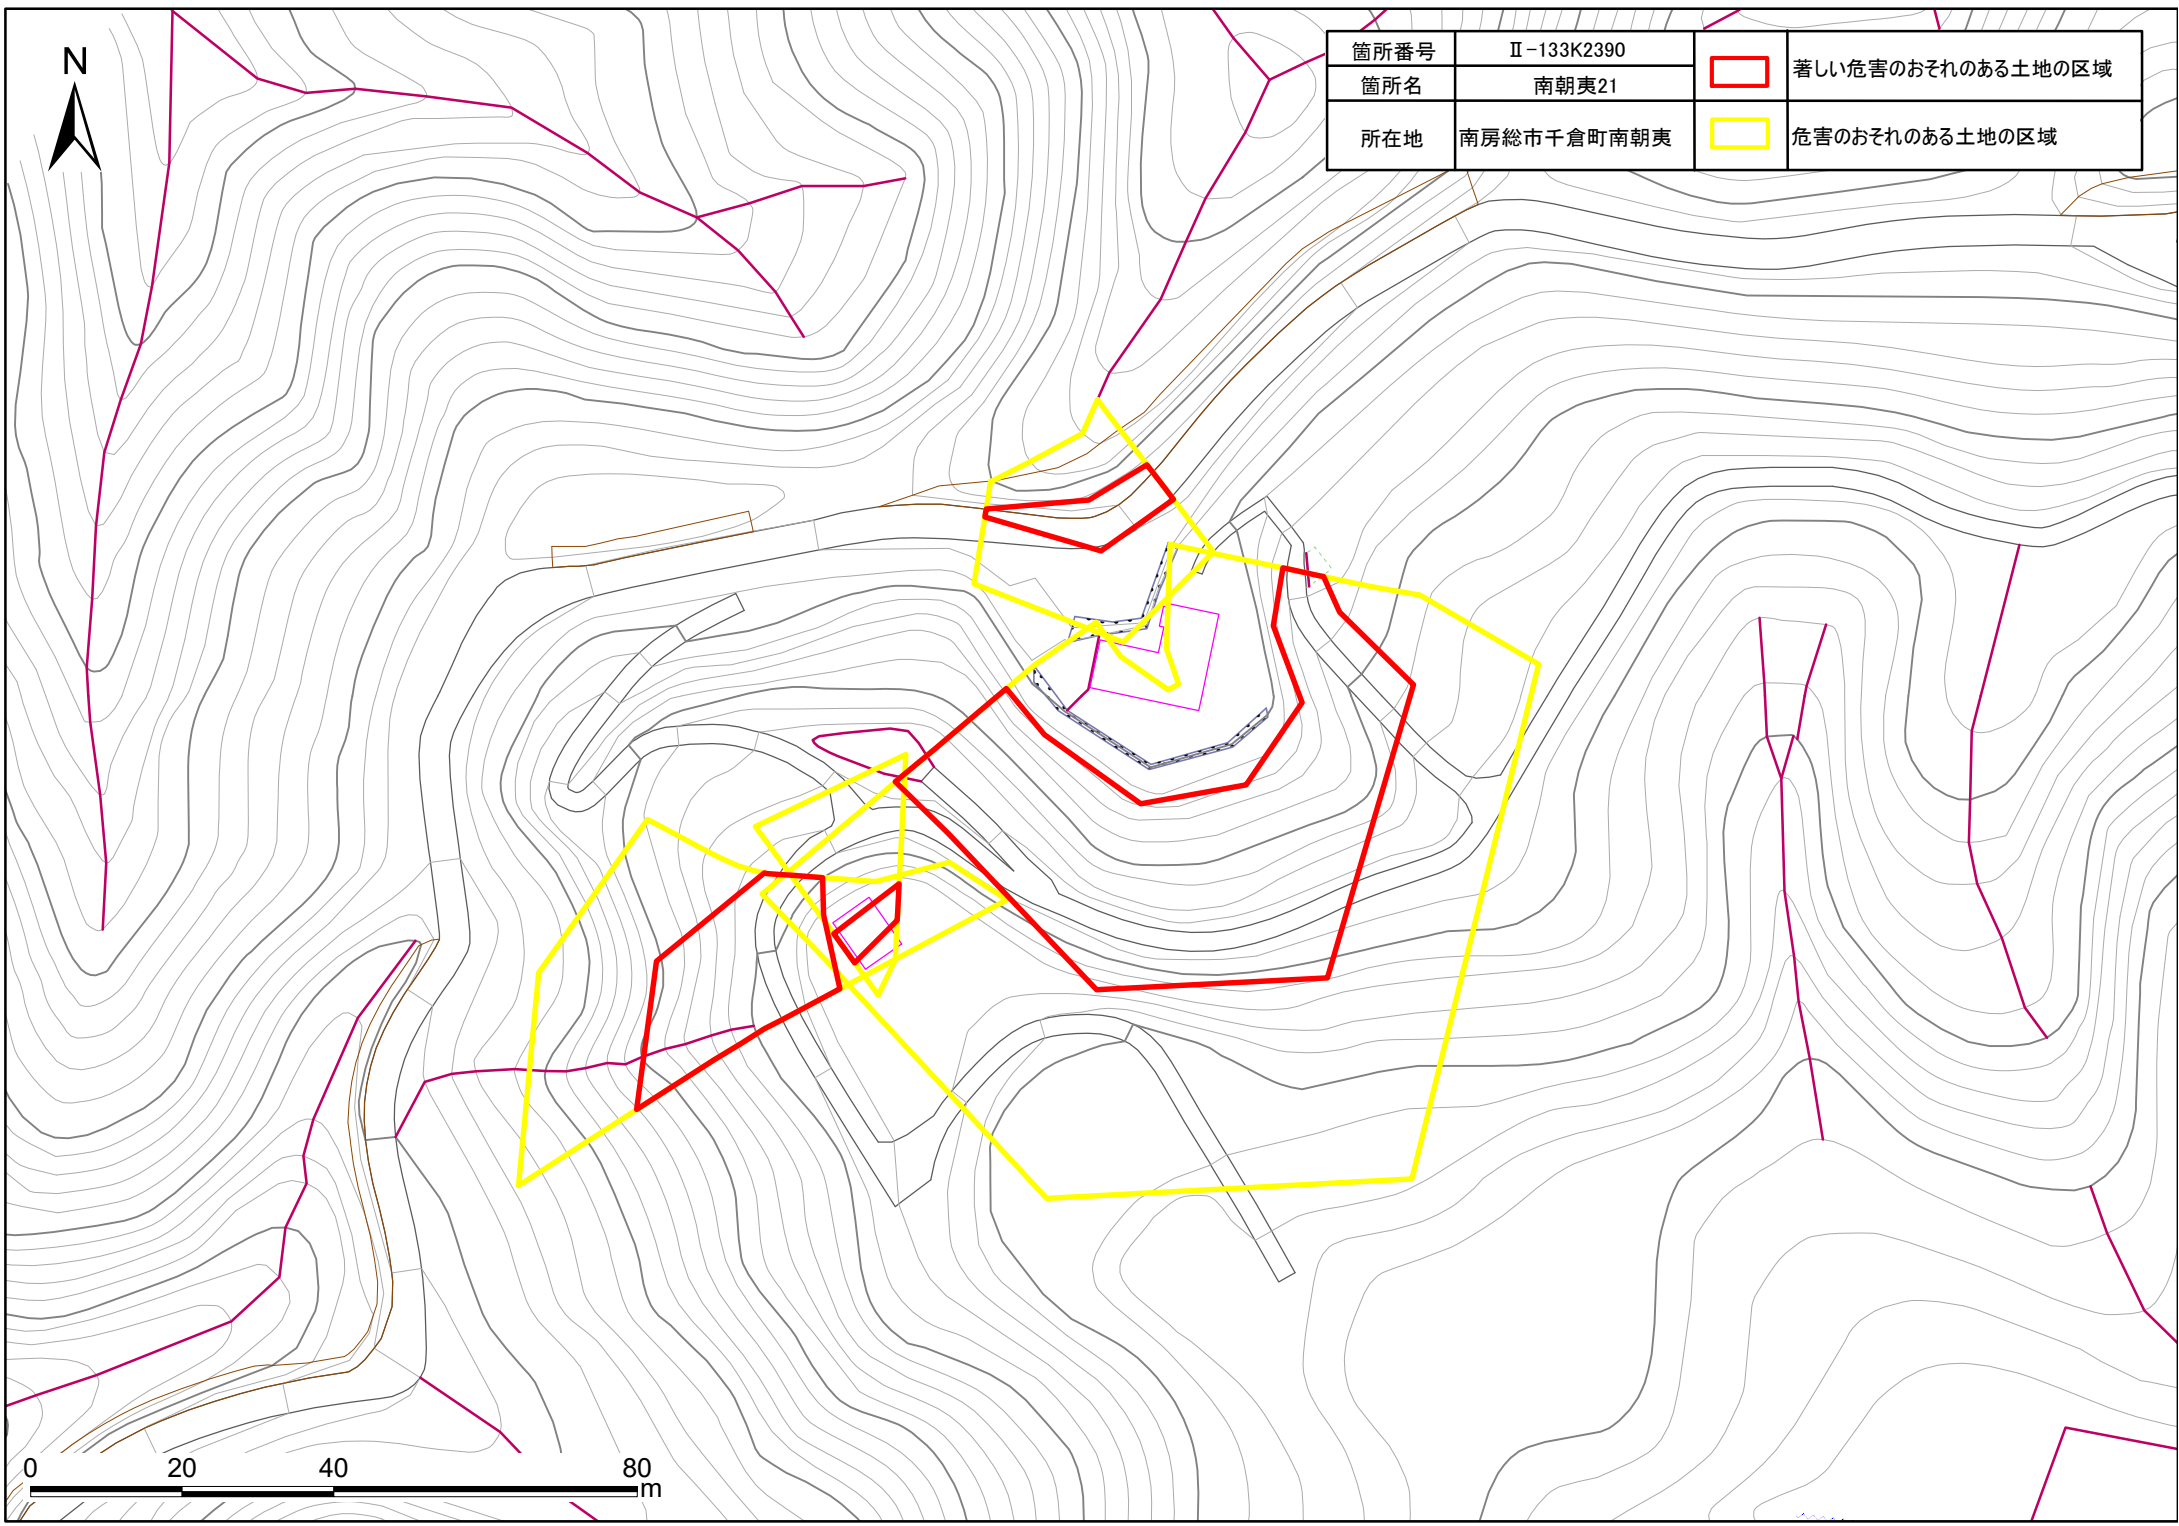 N
箇所番号 Ⅱ-133K2390 著しい危害のおそれのある土地の区域
箇所名 南朝夷21
所在地 南房総市千倉町南朝夷 危害のおそれのある土地の区域
0 20 40 80
m